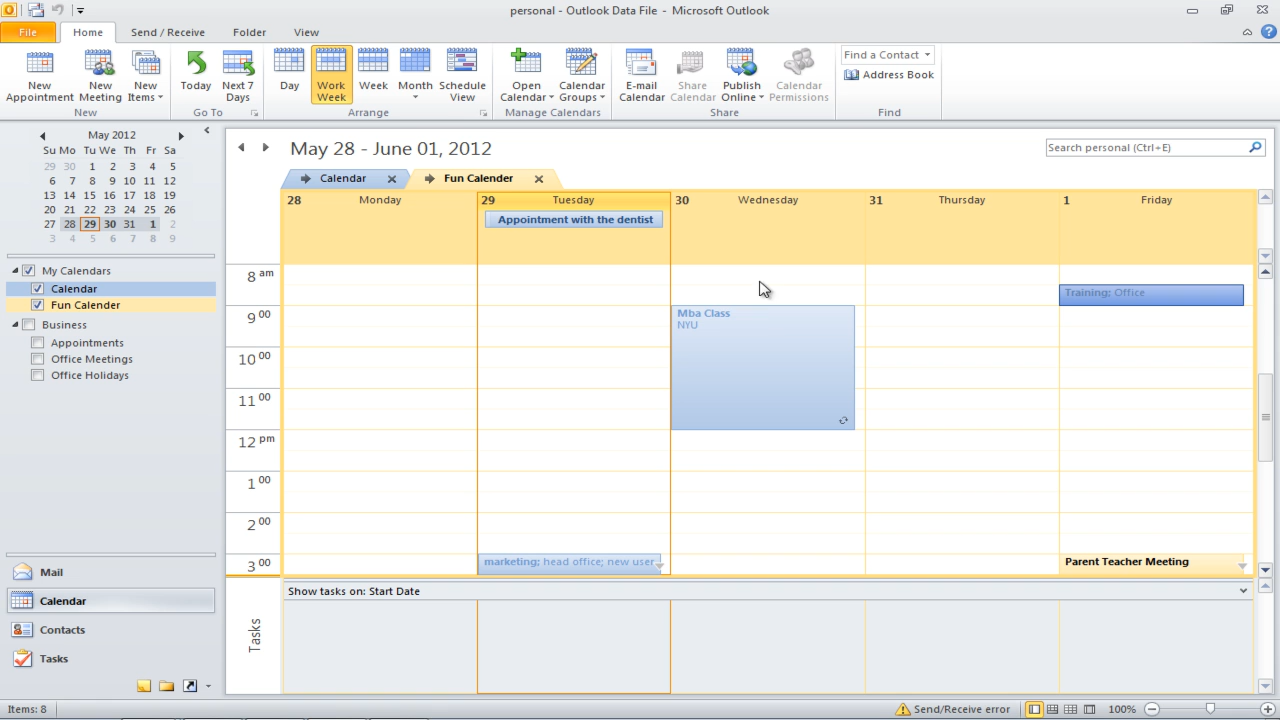 personal - Outlook Data File - Microsoft Outlook
File Home Send / Receive Folder View
New Appointment New Meeting New Items
New
Today Next 7 Days
Go To
Day Work Week Week Month Schedule View
Arrange
Open Calendar Calendar Groups
Manage Calendars
E-mail Calendar Share Calendar Publish Online Calendar Permissions
Share
Find a Contact
Address Book
Find
May 2012
Su Mo Tu We Th Fr Sa
29 30 1 2 3 4 5
6 7 8 9 10 11 12
13 14 15 16 17 18 19
20 21 22 23 24 25 26
27 28 29 30 31 1 2
3 4 5 6 7 8 9
My Calendars
Calendar
Fun Calender
Business
Appointments
Office Meetings
Office Holidays
Mail
Calendar
Contacts
Tasks
May 28 - June 01, 2012
Search personal (Ctrl+E)
Calendar Fun Calender
28 Monday 29 Tuesday 30 Wednesday 31 Thursday 1 Friday
Appointment with the dentist
8 am
Training; Office
9 00
Mba Class
NYU
10 00
11 00
12 pm
1 00
2 00
3 00
marketing; head office; new user
Parent Teacher Meeting
Show tasks on: Start Date
Tasks
Items: 8
Send/Receive error
100%